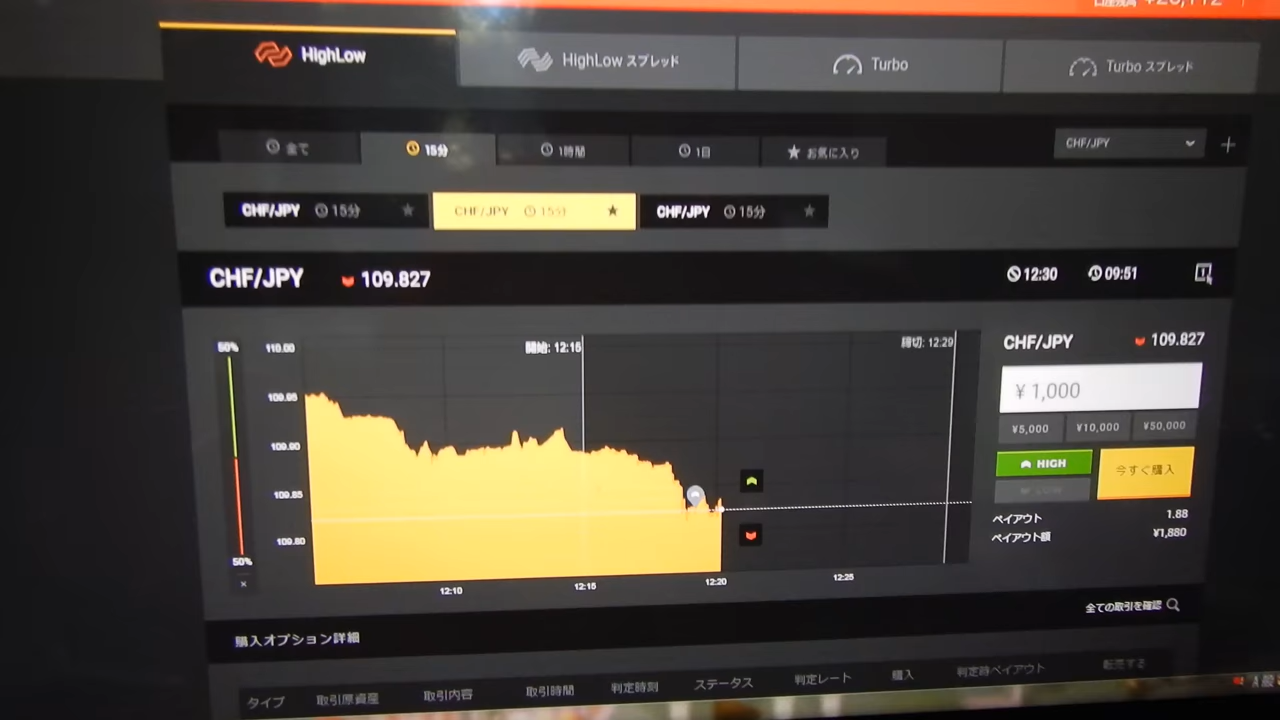 HighLow
HighLow スプレッド
Turbo
Turbo スプレッド
全て
15分
1時間
1日
お気に入り
CHF/JPY
CHF/JPY 15分
CHF/JPY 15分
CHF/JPY 15分
CHF/JPY 109.827
12:30
09:51
50%
110.00
109.95
109.90
109.85
109.80
50%
開始: 12:15
締切: 12:29
12:10
12:15
12:20
12:25
CHF/JPY 109.827
¥ 1,000
¥5,000
¥10,000
¥50,000
HIGH
今すぐ購入
ペイアウト 1.88
ペイアウト額 ¥1,880
全ての取引を確認
購入オプション詳細
タイプ
取引原資産
取引内容
取引時間
判定時刻
ステータス
判定レート
購入
判定時ペイアウト
転売する